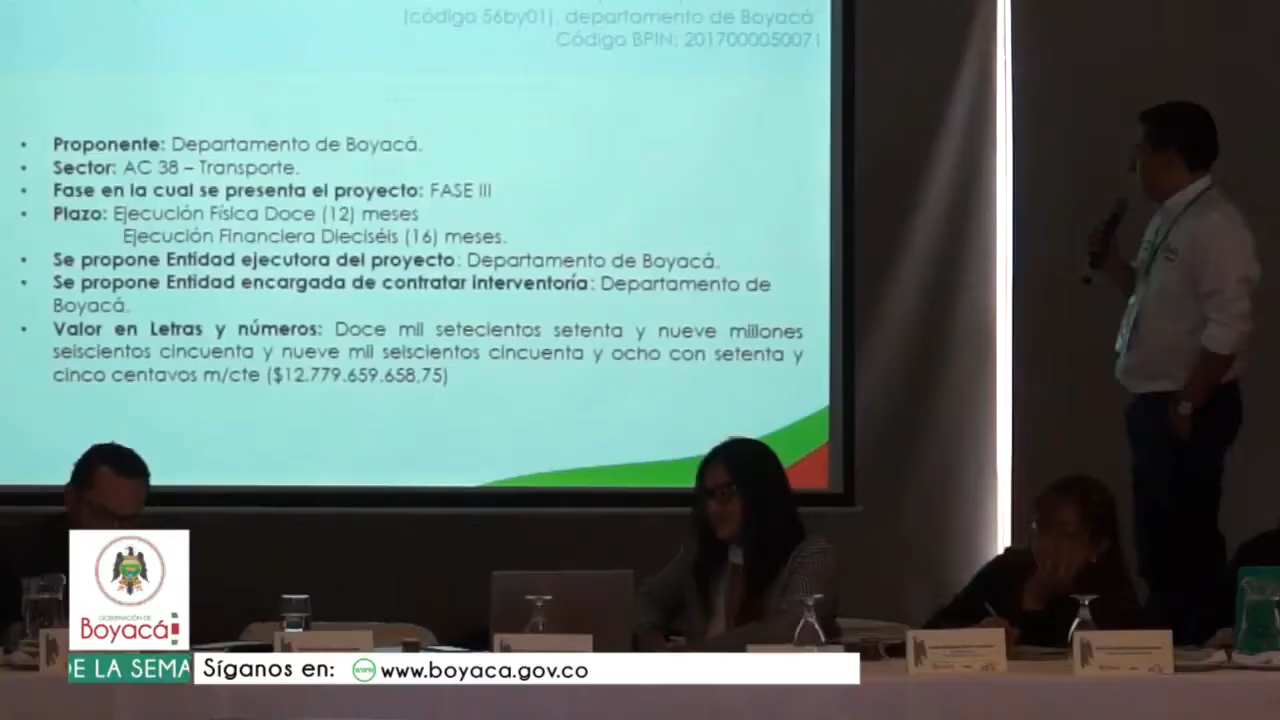 (código 56by01), departamento de Boyacá
Código BPIN: 2017000050071
• Proponente: Departamento de Boyacá.
• Sector: AC 38 – Transporte.
• Fase en la cual se presenta el proyecto: FASE III
• Plazo: Ejecución Física Doce (12) meses
Ejecución Financiera Dieciséis (16) meses.
• Se propone Entidad ejecutora del proyecto: Departamento de Boyacá.
• Se propone Entidad encargada de contratar interventoría: Departamento de
Boyacá.
• Valor en Letras y números: Doce mil setecientos setenta y nueve millones
seiscientos cincuenta y nueve mil seiscientos cincuenta y ocho con setenta y
cinco centavos m/cte ($12.779.659.658,75)
GOBERNACIÓN DE
Boyacá
DE LA SEMA
Síganos en: www.boyaca.gov.co